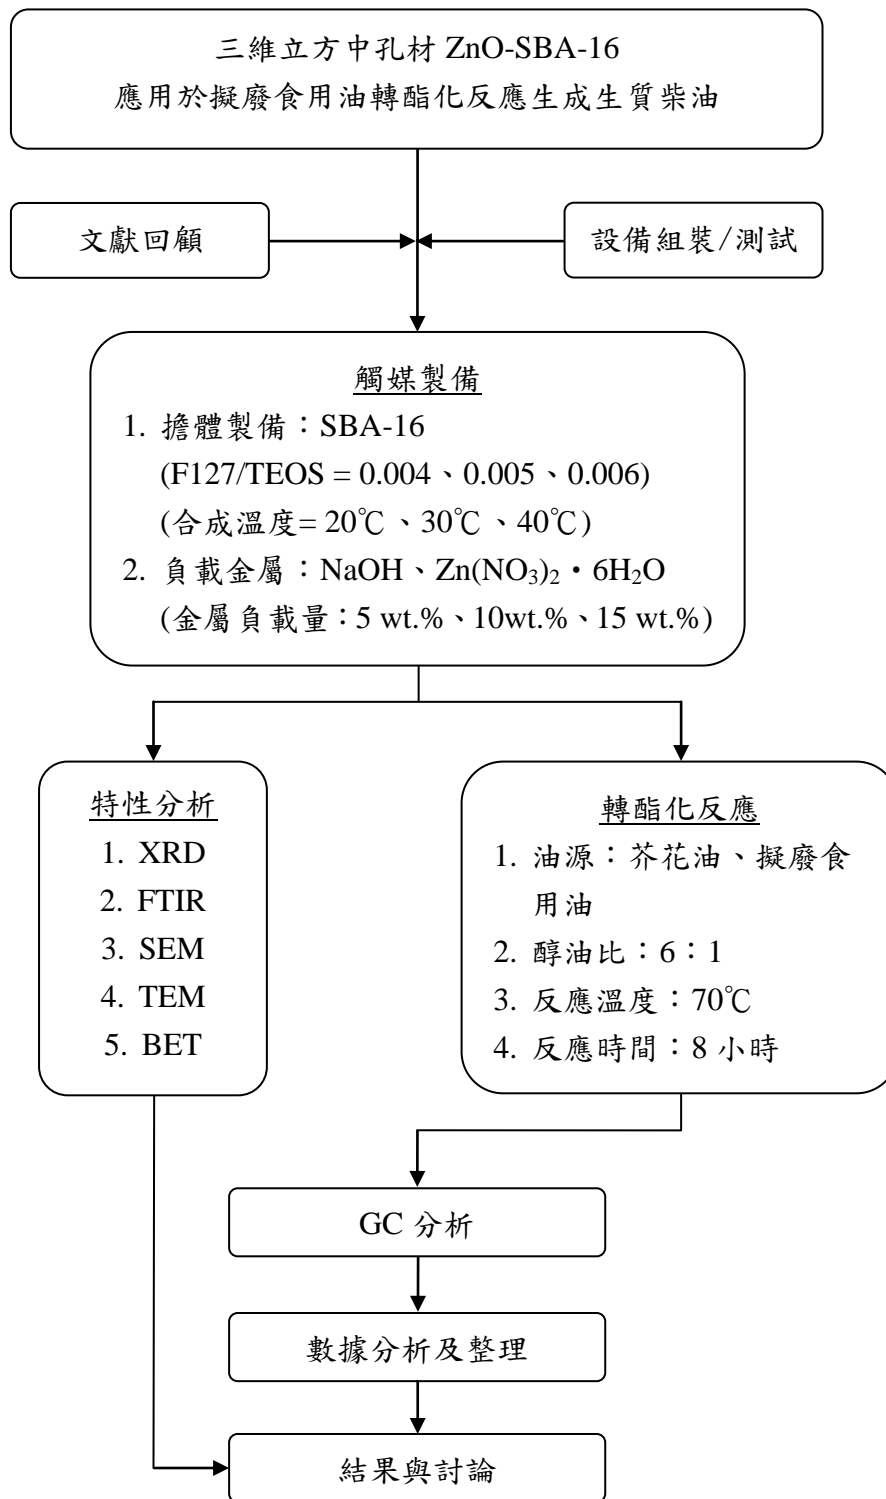 三維立方中孔材 ZnO-SBA-16
應用於擬廢食用油轉酯化反應生成生質柴油
文獻回顧
設備組裝/測試
觸媒製備
1. 擔體製備：SBA-16
(F127/TEOS = 0.004、0.005、0.006)
(合成溫度= 20℃、30℃、40℃)
2. 負載金屬：NaOH、Zn(NO₃)₂•6H₂O
(金屬負載量：5 wt.%、10wt.%、15 wt.%)
特性分析
1. XRD
2. FTIR
3. SEM
4. TEM
5. BET
轉酯化反應
1. 油源：芥花油、擬廢食
用油
2. 醇油比：6：1
3. 反應溫度：70℃
4. 反應時間：8 小時
GC 分析
數據分析及整理
結果與討論